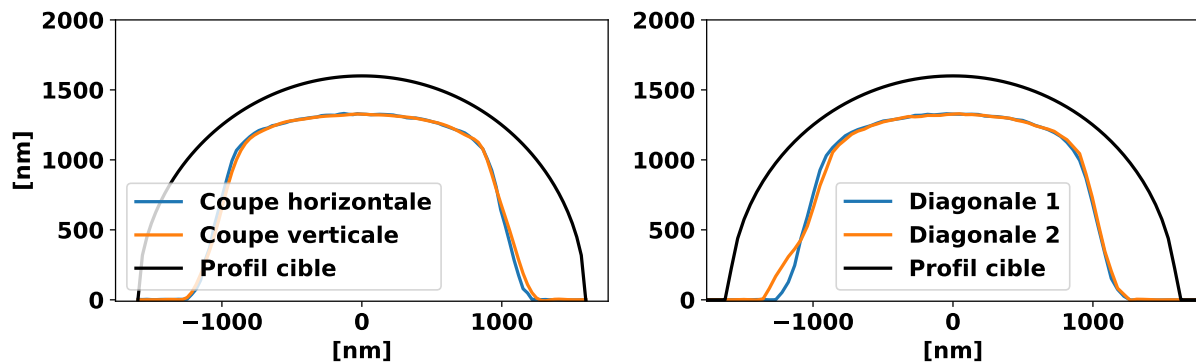 2000
1500
1000
500
0
[nm]
Coupe horizontale
Coupe verticale
Profil cible
−1000
0
1000
[nm]
2000
1500
1000
500
0
Diagonale 1
Diagonale 2
Profil cible
−1000
0
1000
[nm]